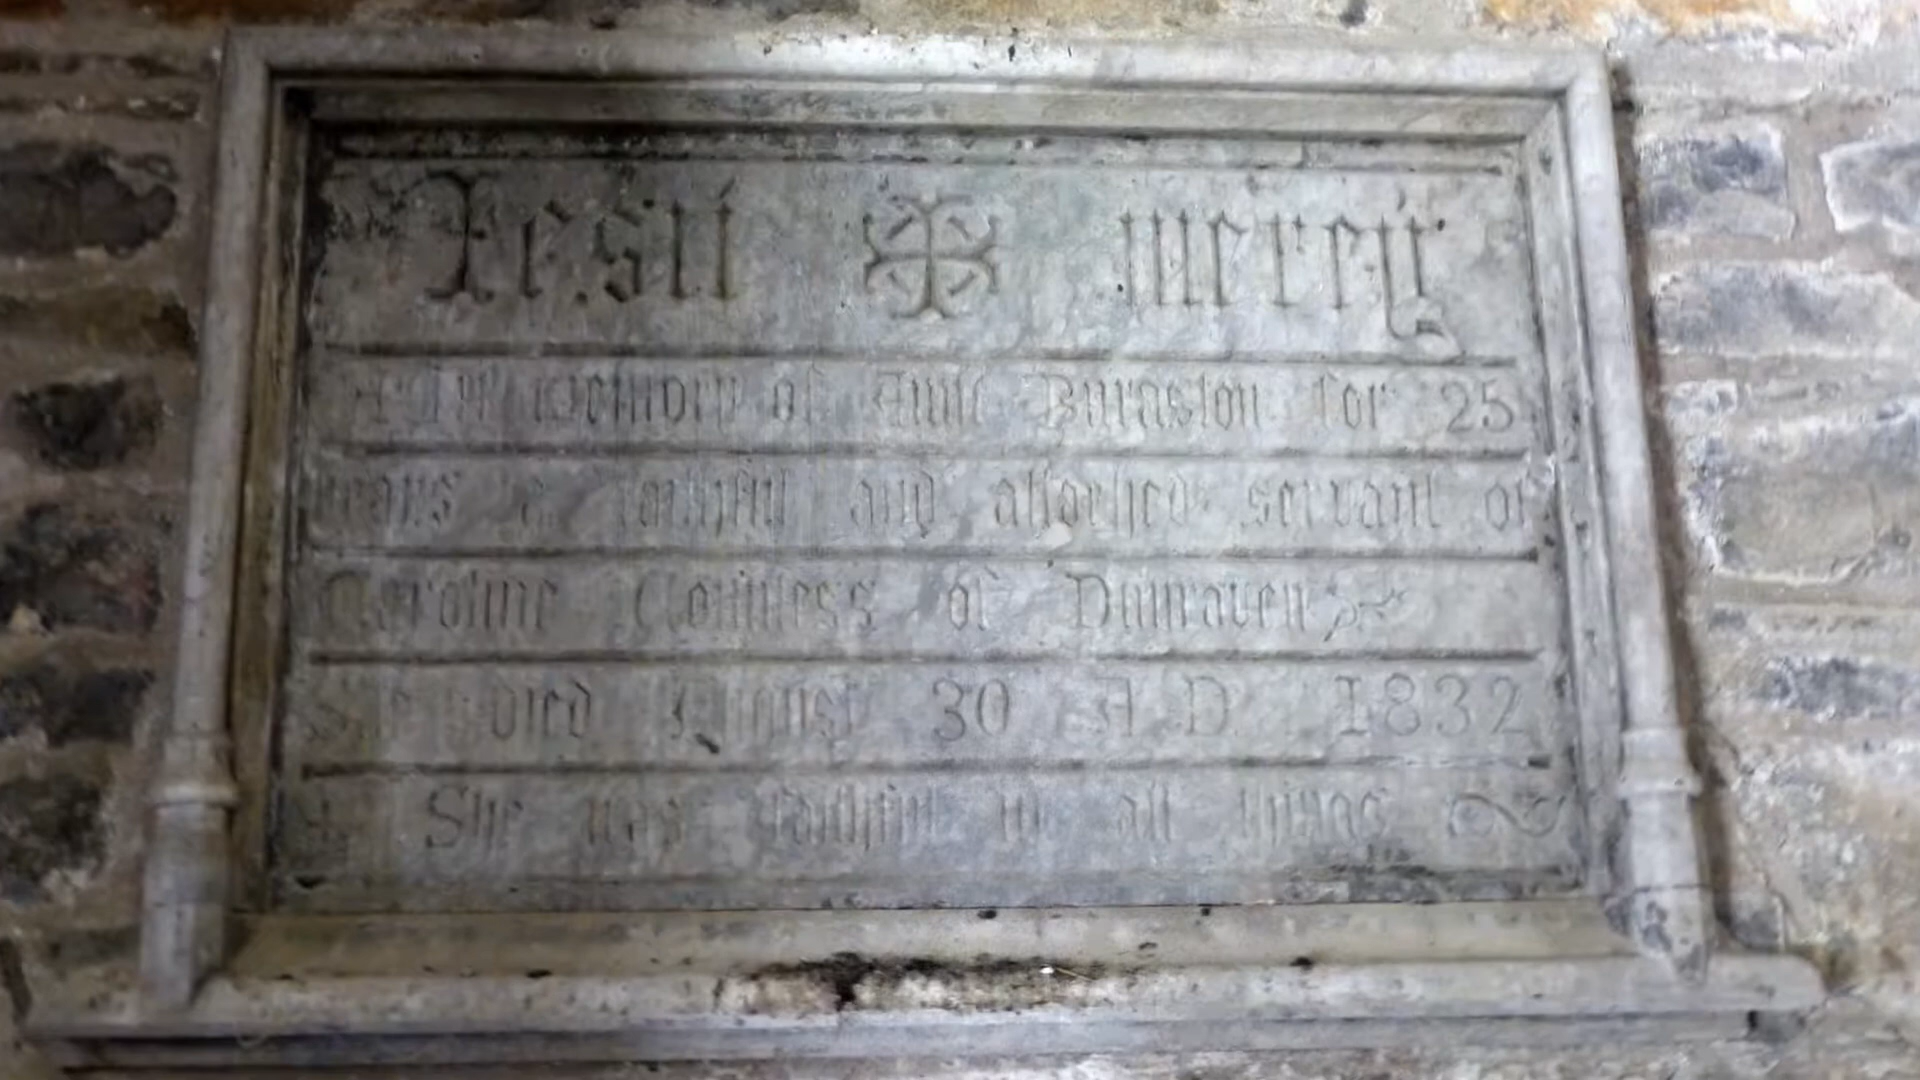 Jesu mercy
In Memory of Anne Buraston for 25
years a faithful and attached servant of
Caroline Countess of Dunraven
She died August 30 A.D. 1832
She was faithful in all things